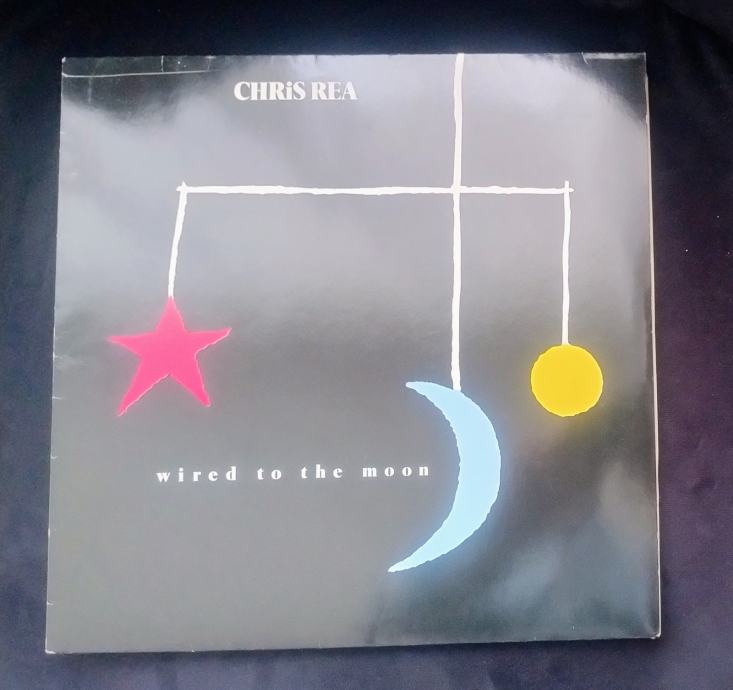 CHRiS REA
wired to the moon